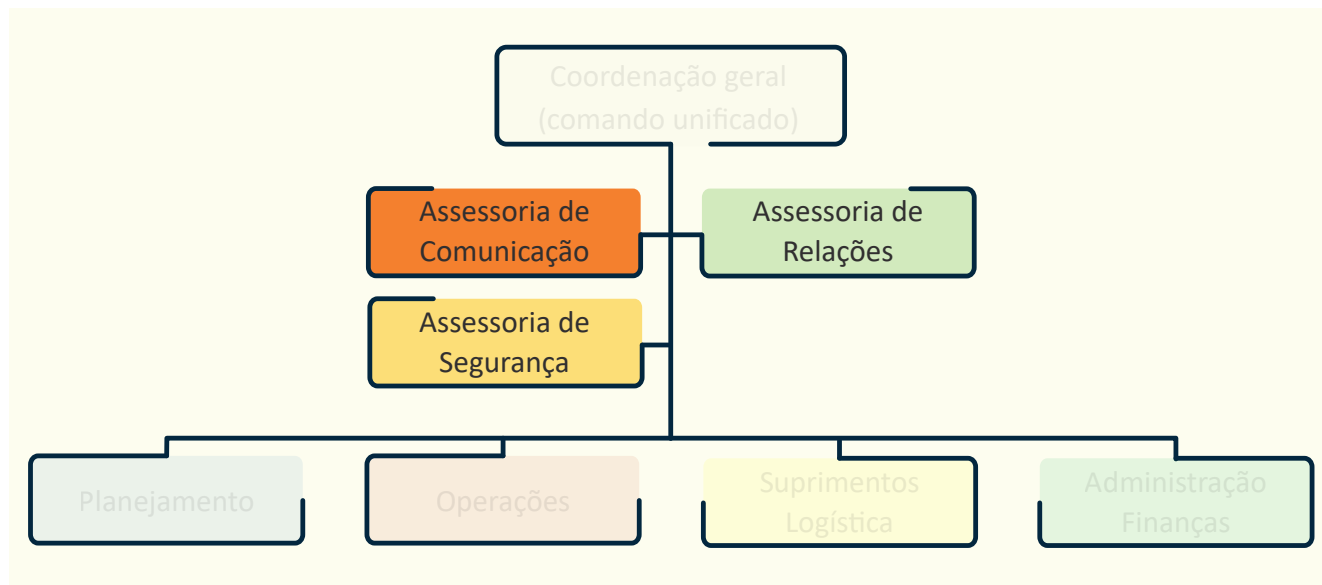 Coordenação geral
(comando unificado)
Assessoria de
Comunicação
Assessoria de
Relações
Assessoria de
Segurança
Planejamento
Operações
Suprimentos
Logística
Administração
Finanças